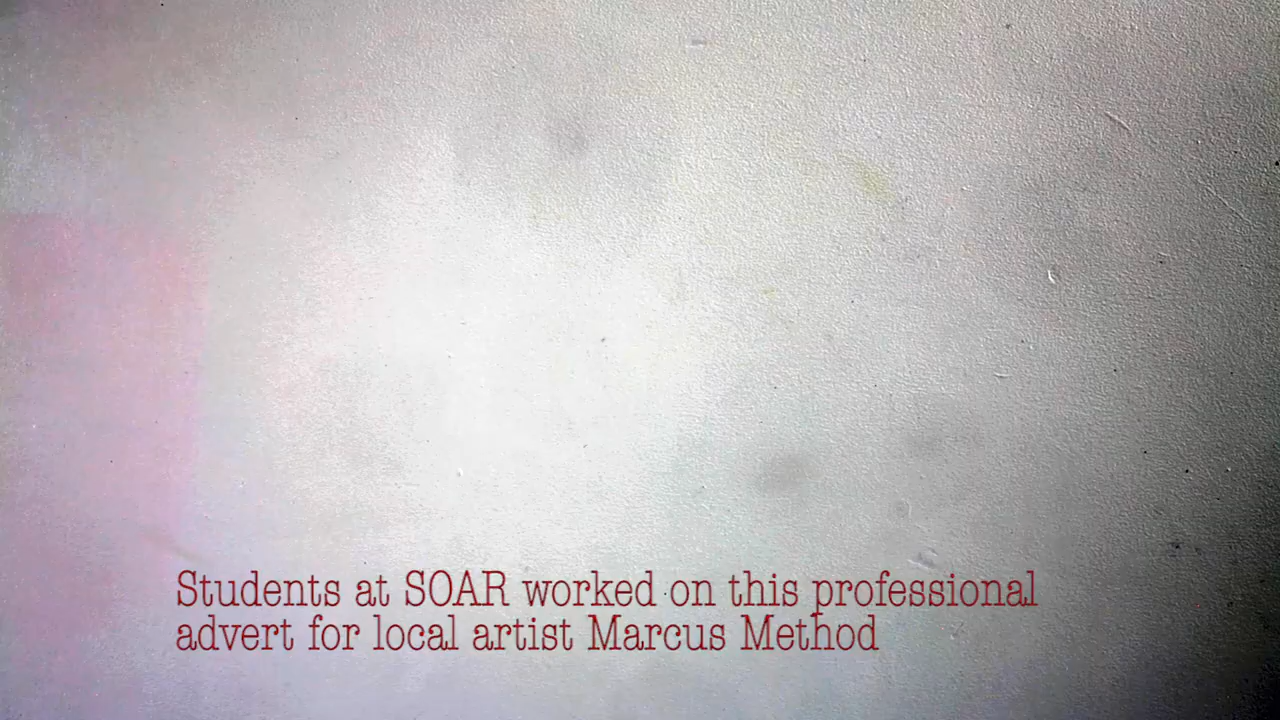 Students at SOAR worked on this professional
advert for local artist Marcus Method